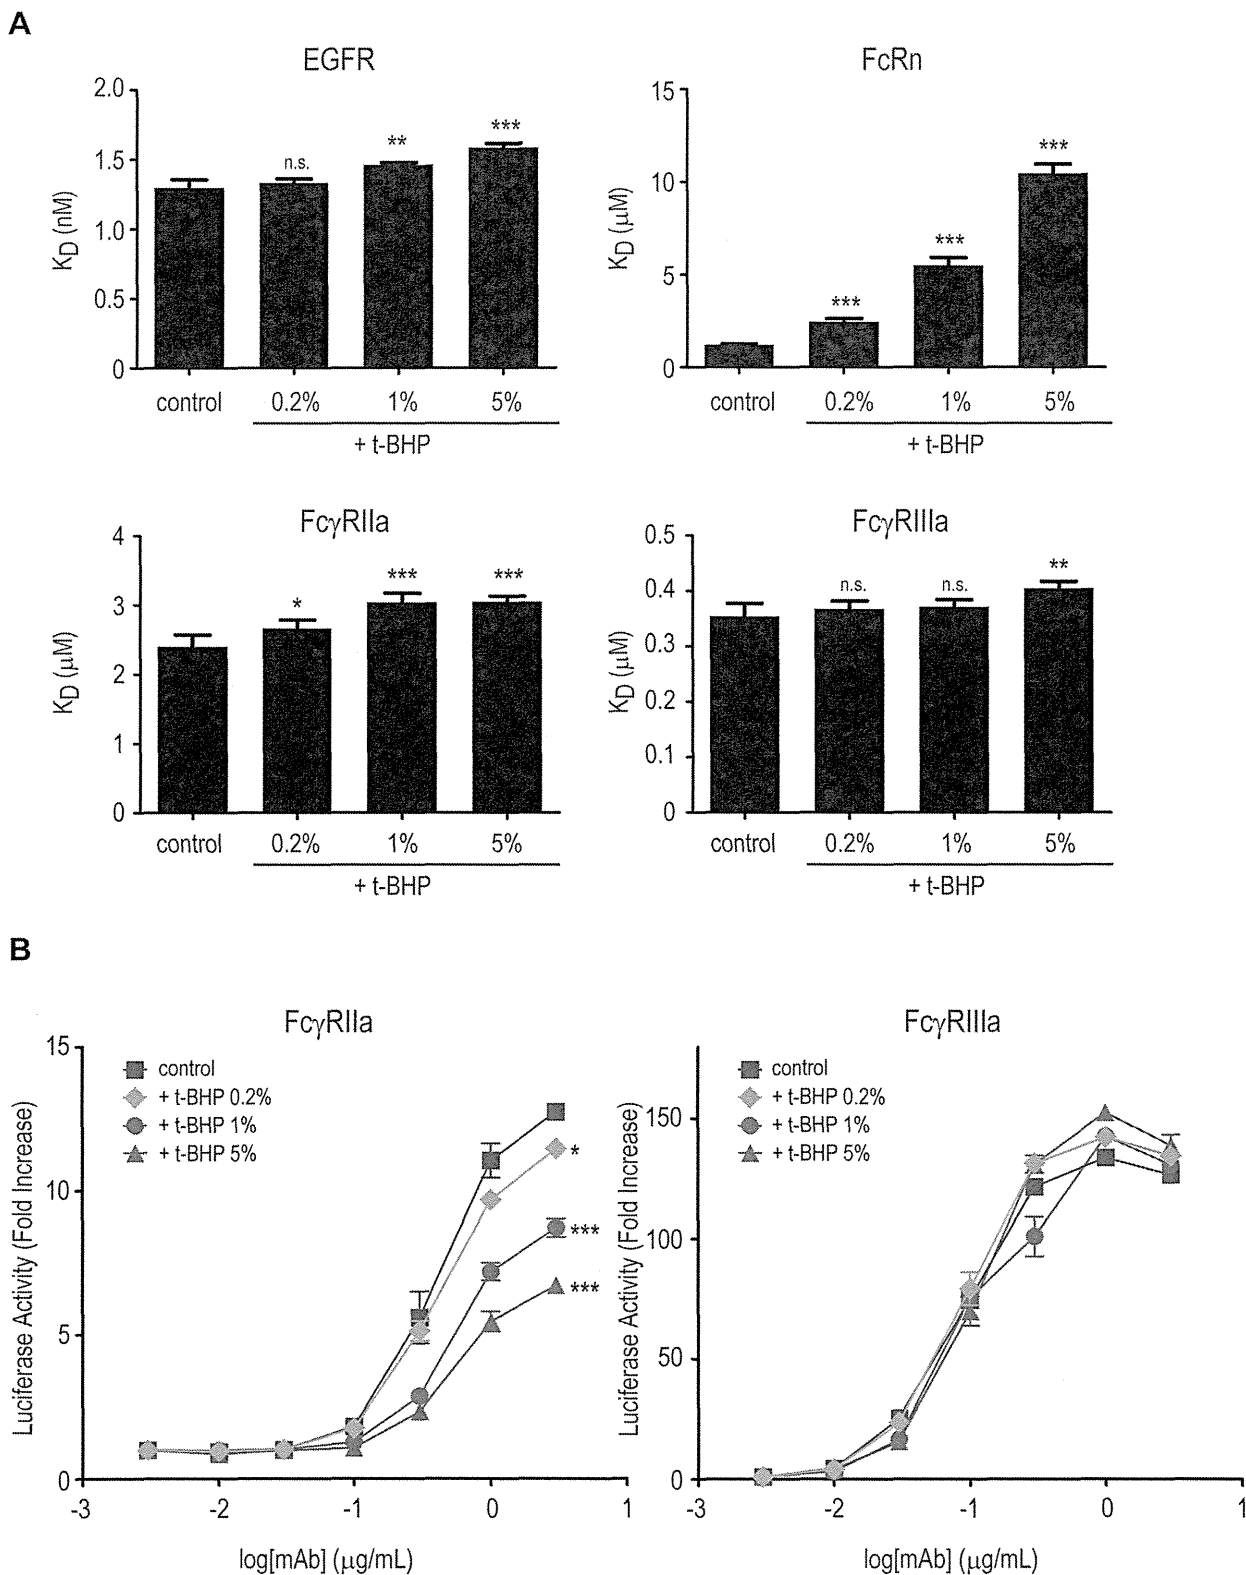 A
EGFR
2.0
1.5
1.0
0.5
0
K_D (nM)
n.s.
**
***
control
0.2%
1%
5%
+ t-BHP
FcRn
15
10
5
0
K_D (μM)
***
***
***
control
0.2%
1%
5%
+ t-BHP
FcγRIIa
4
3
2
1
0
K_D (μM)
*
***
***
control
0.2%
1%
5%
+ t-BHP
FcγRIIIa
0.5
0.4
0.3
0.2
0.1
0
K_D (μM)
n.s.
n.s.
**
control
0.2%
1%
5%
+ t-BHP
B
FcγRIIa
15
10
5
0
Luciferase Activity (Fold Increase)
control
+ t-BHP 0.2%
+ t-BHP 1%
+ t-BHP 5%
*
***
***
-3
-2
-1
0
1
log[mAb] (μg/mL)
FcγRIIIa
150
100
50
0
Luciferase Activity (Fold Increase)
control
+ t-BHP 0.2%
+ t-BHP 1%
+ t-BHP 5%
-3
-2
-1
0
1
log[mAb] (μg/mL)